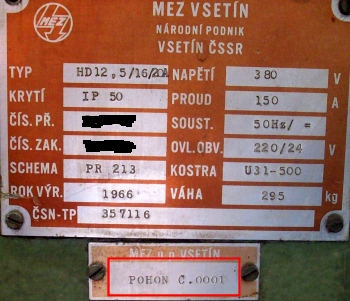 MEZ
MEZ VSETÍN
NÁRODNÍ PODNIK
VSETÍN ČSSR
TYP HD12,5/16/20A NAPĚTÍ 380 V
KRYTÍ IP 50 PROUD 150 A
ČÍS. PŘ. SOUST. 50Hz/ =
ČÍS. ZAK. OVL. OBV. 220/24 V
SCHEMA PR 213 KOSTRA U31-500
ROK VÝR. 1966 VÁHA 295 kg
ČSN-TP 357116
MEZ n.p. VSETÍN
POHON Č.0001